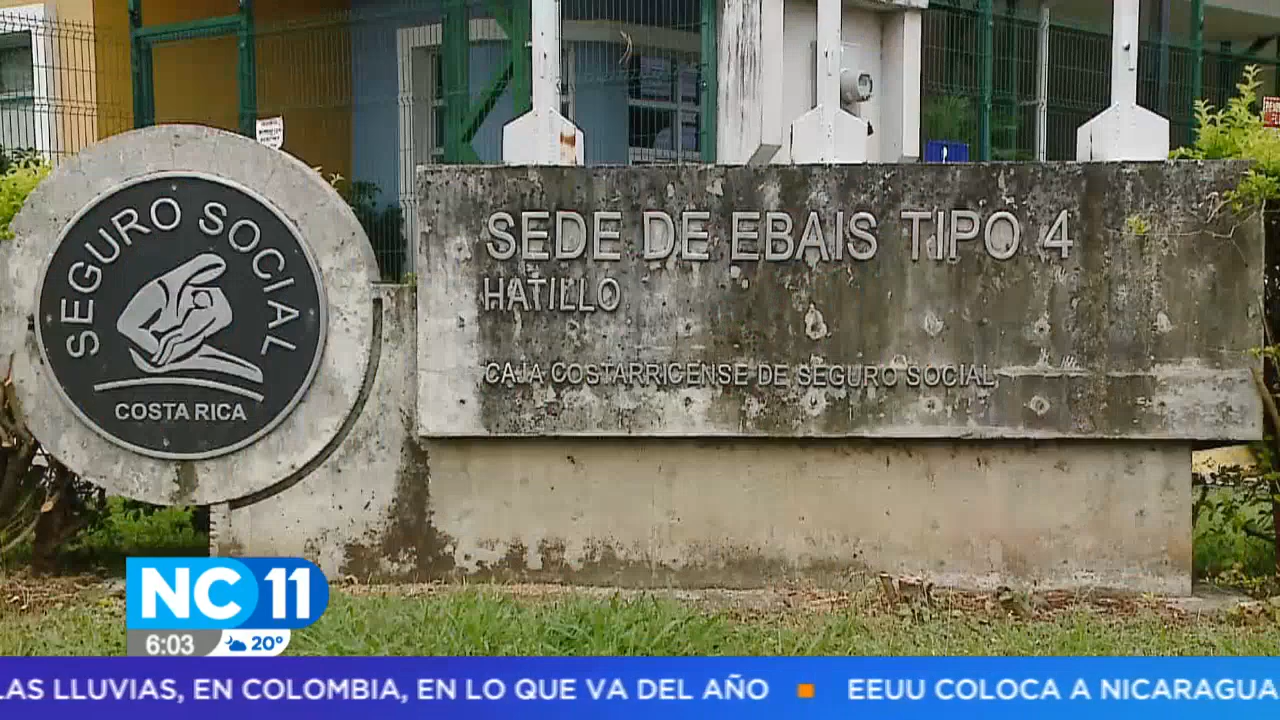 SEGURO SOCIAL
COSTA RICA
SEDE DE EBAIS TIPO 4
HATILLO
CAJA COSTARRICENSE DE SEGURO SOCIAL
NC 11
6:03 20°
LAS LLUVIAS, EN COLOMBIA, EN LO QUE VA DEL AÑO ■ EEUU COLOCA A NICARAGUA